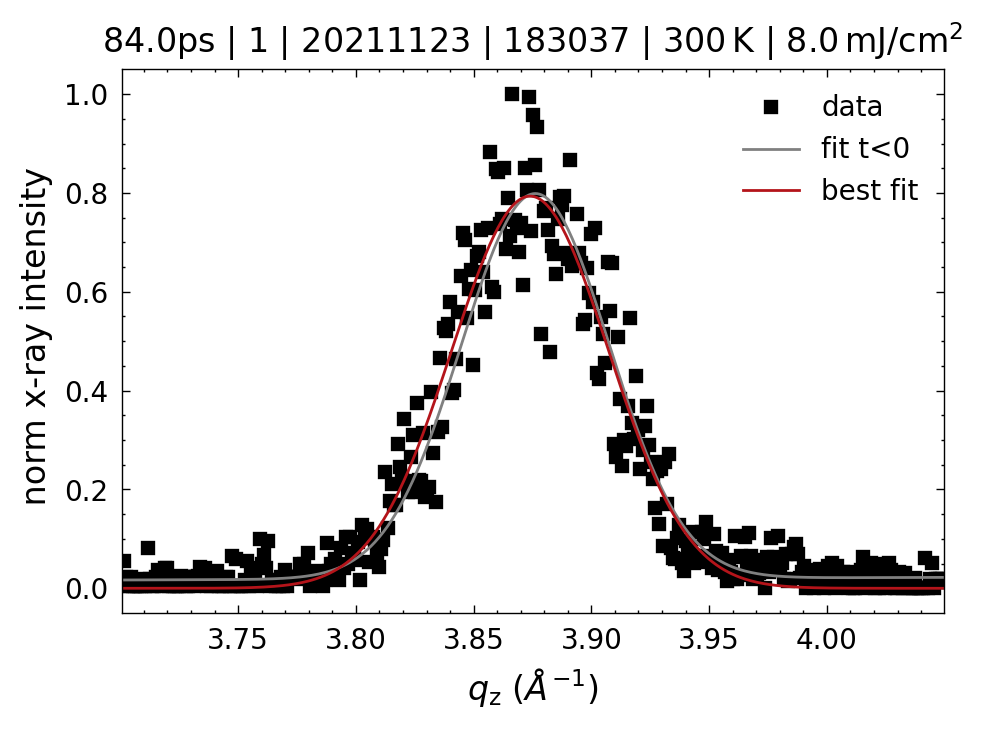 84.0ps | 1 | 20211123 | 183037 | 300 K | 8.0 mJ/cm²
1.0
0.8
0.6
0.4
0.2
0.0
norm x-ray intensity
data
fit t<0
best fit
3.75 3.80 3.85 3.90 3.95 4.00
q_z (Å⁻¹)